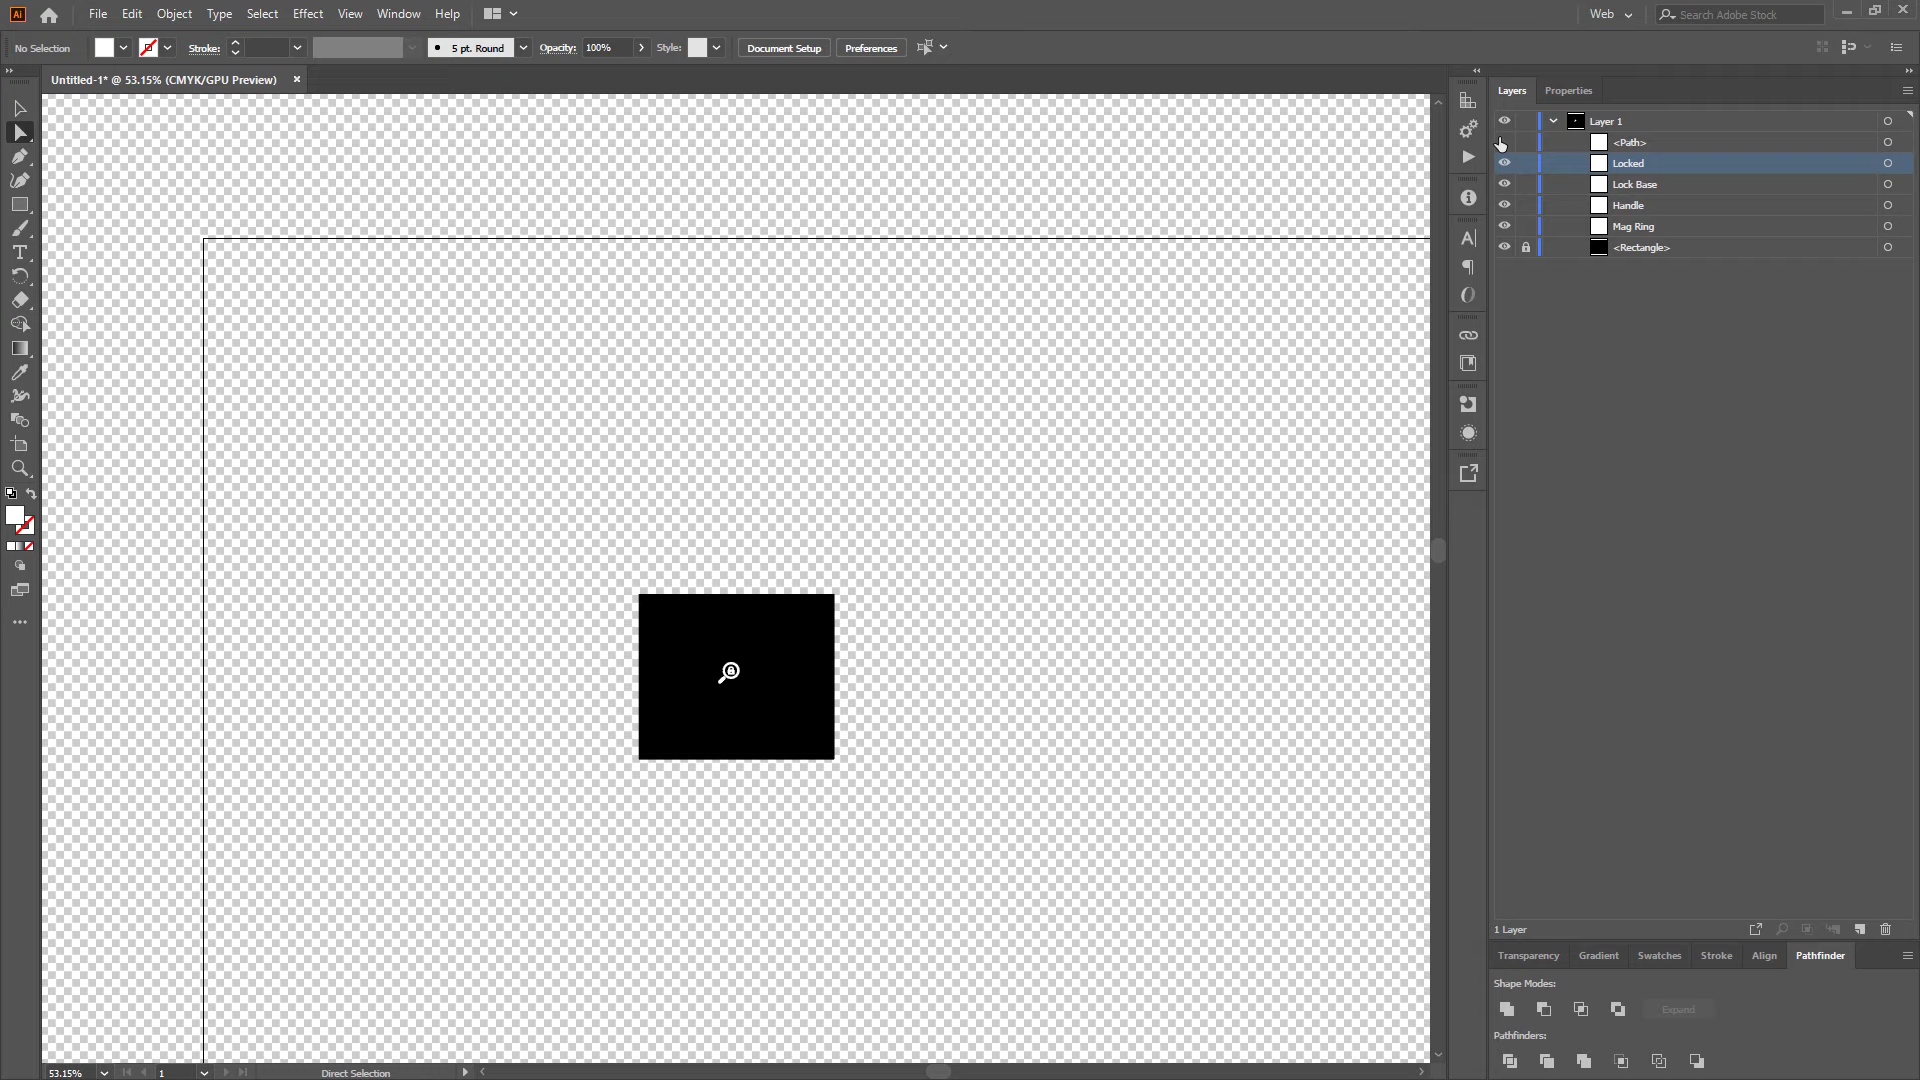 Ai File Edit Object Type Select Effect View Window Help Web Search Adobe Stock
No Selection Stroke: 5 pt. Round Opacity: 100% Style: Document Setup Preferences
Untitled-1* @ 53.15% (CMYK/GPU Preview)
Layers Properties
Layer 1
<Path>
Locked
Lock Base
Handle
Mag Ring
<Rectangle>
1 Layer
Transparency Gradient Swatches Stroke Align Pathfinder
Shape Modes:
Expand
Pathfinders:
53.15% 1 Direct Selection